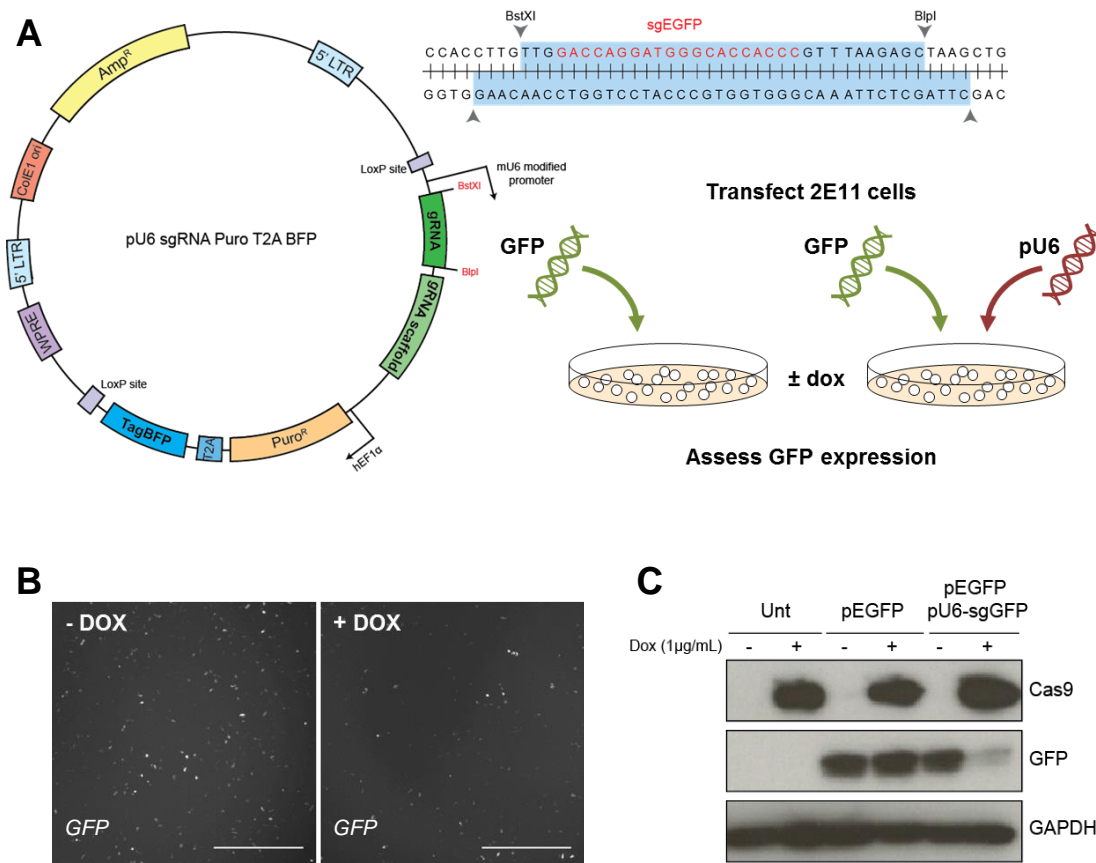 A
BstXI
sgEGFP
BlpI
CCACCTTGTTGGACCAGGATGGGCACCACCCGTTTAAGAGCTAAGCTG
GGTGGAACAACCTGGTCCTACCCGTGGTGGGCAAATTCTCGATTCGAC
Amp^R
5' LTR
ColE1 ori
LoxP site
mU6 modified
promoter
BstXI
gRNA
pU6 sgRNA Puro T2A BFP
BlpI
5' LTR
gRNA scaffold
WPRE
LoxP site
TagBFP
T2A
Puro^R
hEF1α
Transfect 2E11 cells
GFP
GFP
pU6
± dox
Assess GFP expression
B
- DOX
+ DOX
GFP
GFP
C
Unt
pEGFP
pEGFP
pU6-sgGFP
Dox (1µg/mL) - + - + - +
Cas9
GFP
GAPDH